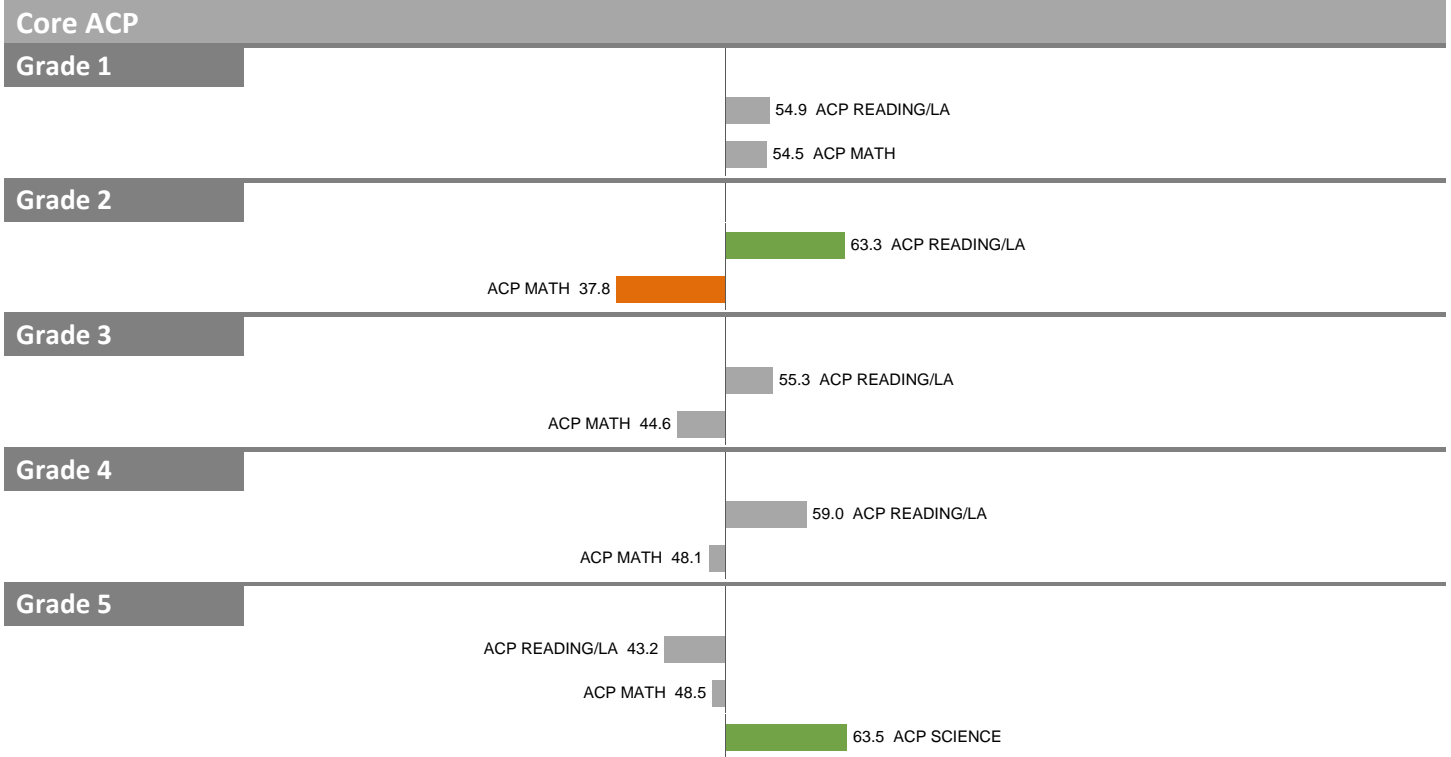 Core ACP
Grade 1
54.9 ACP READING/LA
54.5 ACP MATH
Grade 2
63.3 ACP READING/LA
ACP MATH 37.8
Grade 3
55.3 ACP READING/LA
ACP MATH 44.6
Grade 4
59.0 ACP READING/LA
ACP MATH 48.1
Grade 5
ACP READING/LA 43.2
ACP MATH 48.5
63.5 ACP SCIENCE